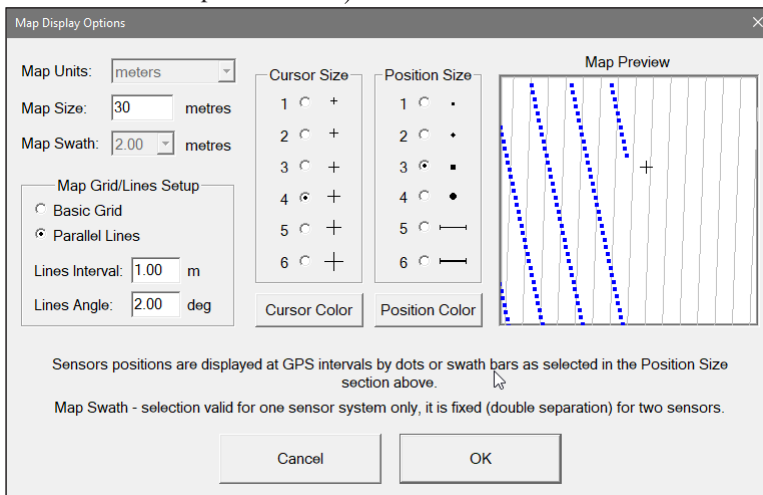 Map Display Options
Map Units: meters
Map Size: 30 metres
Map Swath: 2.00 metres
Map Grid/Lines Setup
Basic Grid
Parallel Lines
Lines Interval: 1.00 m
Lines Angle: 2.00 deg
Cursor Size
1
2
3
4
5
6
Cursor Color
Position Size
1
2
3
4
5
6
Position Color
Map Preview
Sensors positions are displayed at GPS intervals by dots or swath bars as selected in the Position Size
section above.
Map Swath - selection valid for one sensor system only, it is fixed (double separation) for two sensors.
Cancel
OK